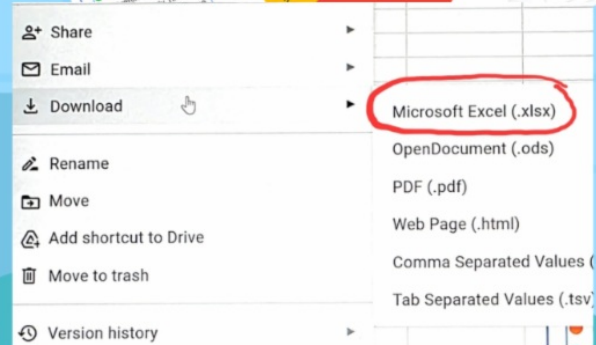 Share
Email
Download
Rename
Move
Add shortcut to Drive
Move to trash
Version history
Microsoft Excel (.xlsx)
OpenDocument (.ods)
PDF (.pdf)
Web Page (.html)
Comma Separated Values (
Tab Separated Values (.tsv)